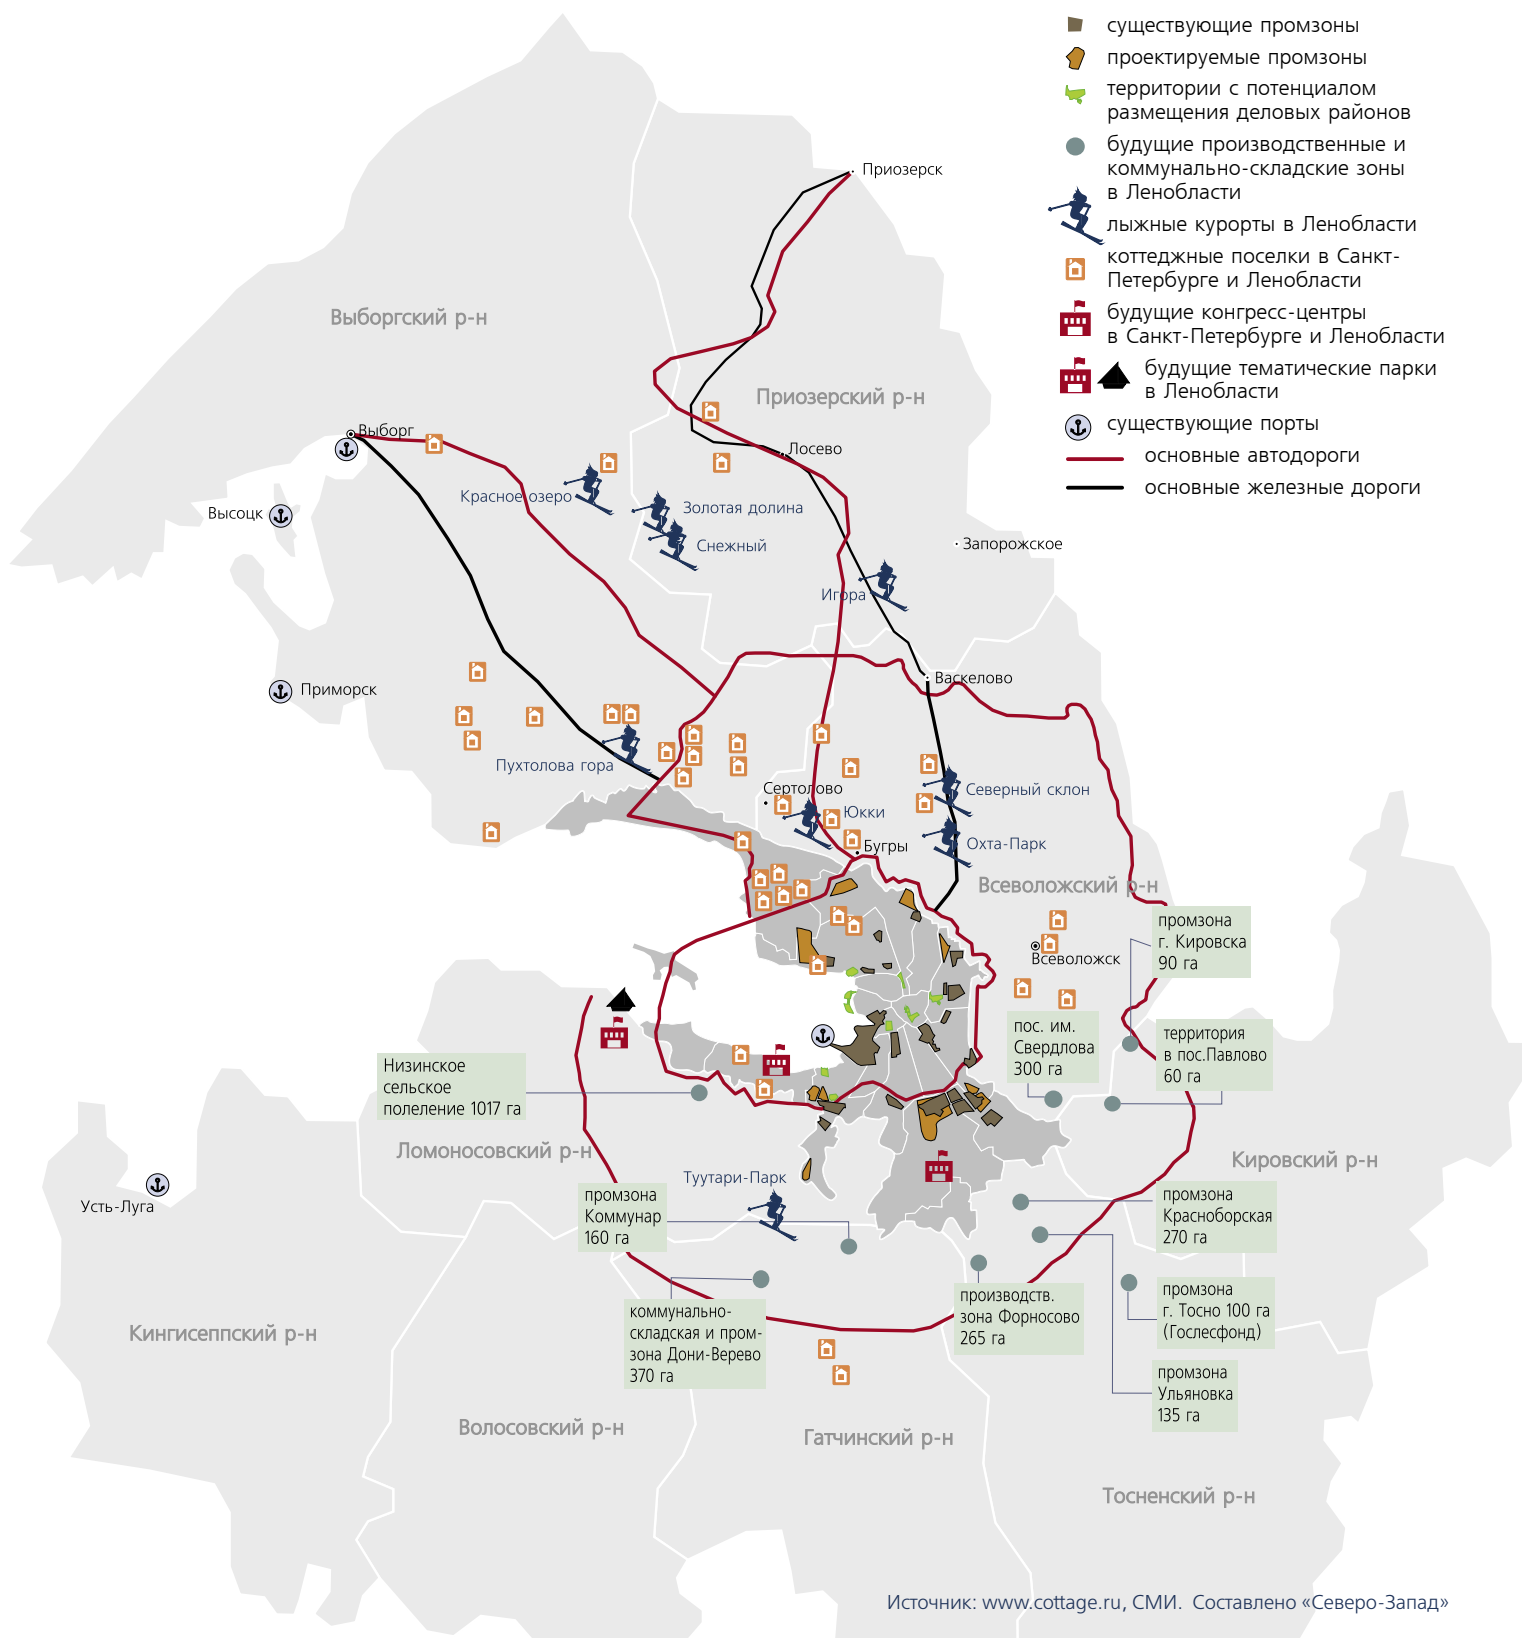 существующие промзоны
проектируемые промзоны
территории с потенциалом
размещения деловых районов
будущие производственные и
коммунально-складские зоны
в Ленобласти
лыжные курорты в Ленобласти
коттеджные поселки в Санкт-
Петербурге и Ленобласти
будущие конгресс-центры
в Санкт-Петербурге и Ленобласти
будущие тематические парки
в Ленобласти
существующие порты
основные автодороги
основные железные дороги
Приозерск
Выборгский р-н
Приозерский р-н
Выборг
Лосево
Красное озеро
Золотая долина
Высоцк
Снежный
Запорожское
Игора
Васкелово
Приморск
Пухтолова гора
Сертолово
Северный склон
Юкки
Бугры
Охта-Парк
Всеволожский р-н
промзона
г. Кировска
90 га
Всеволожск
пос. им.
Свердлова
300 га
территория
в пос.Павлово
60 га
Низинское
сельское
полеление 1017 га
Ломоносовский р-н
Кировский р-н
Туутари-Парк
Усть-Луга
промзона
Коммунар
160 га
промзона
Красноборская
270 га
производств.
зона Форносово
265 га
промзона
г. Тосно 100 га
(Гослесфонд)
коммунально-
складская и пром-
зона Дони-Верево
370 га
Кингисеппский р-н
промзона
Ульяновка
135 га
Волосовский р-н
Гатчинский р-н
Тосненский р-н
Источник: www.cottage.ru, СМИ. Составлено «Северо-Запад»